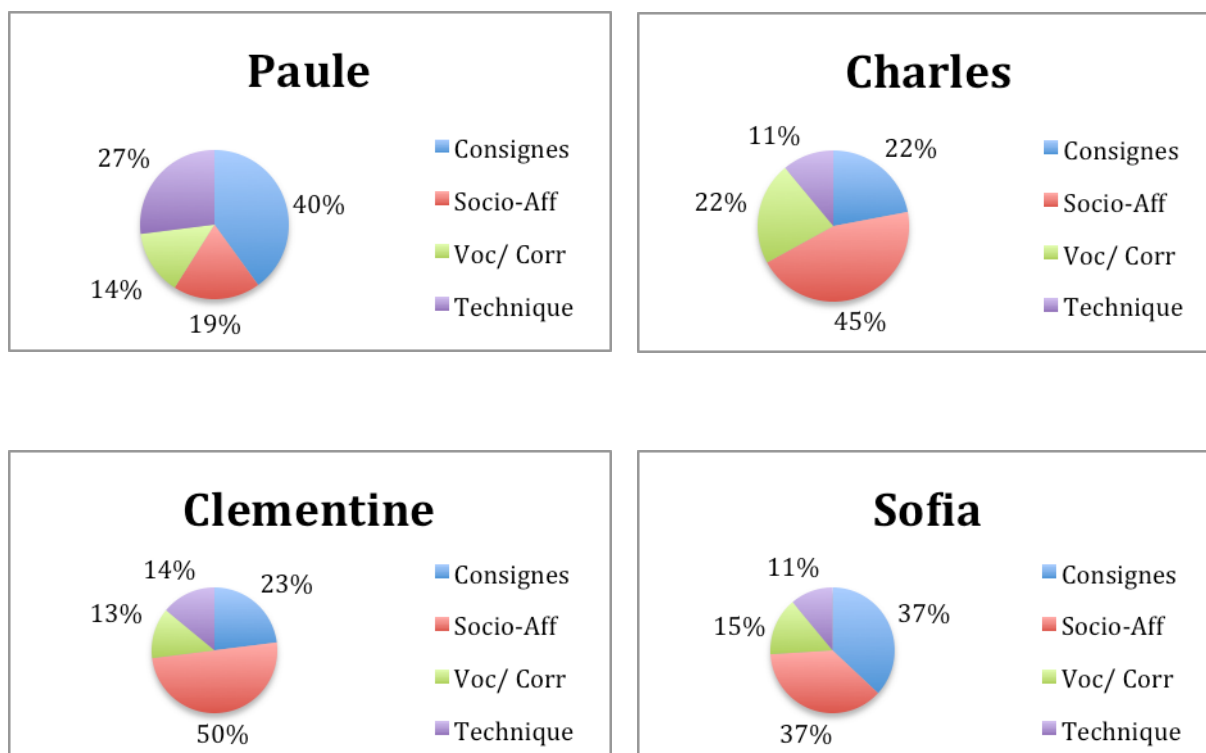 Paule
27%
40%
14%
19%
Consignes
Socio-Aff
Voc/ Corr
Technique
Charles
11%
22%
22%
45%
Consignes
Socio-Aff
Voc/ Corr
Technique
Clementine
14%
23%
13%
50%
Consignes
Socio-Aff
Voc/ Corr
Technique
Sofia
11%
37%
15%
37%
Consignes
Socio-Aff
Voc/ Corr
Technique